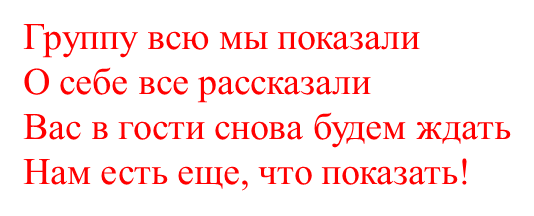 Группу всю мы показали
О себе все рассказали
Вас в гости снова будем ждать
Нам есть еще, что показать!